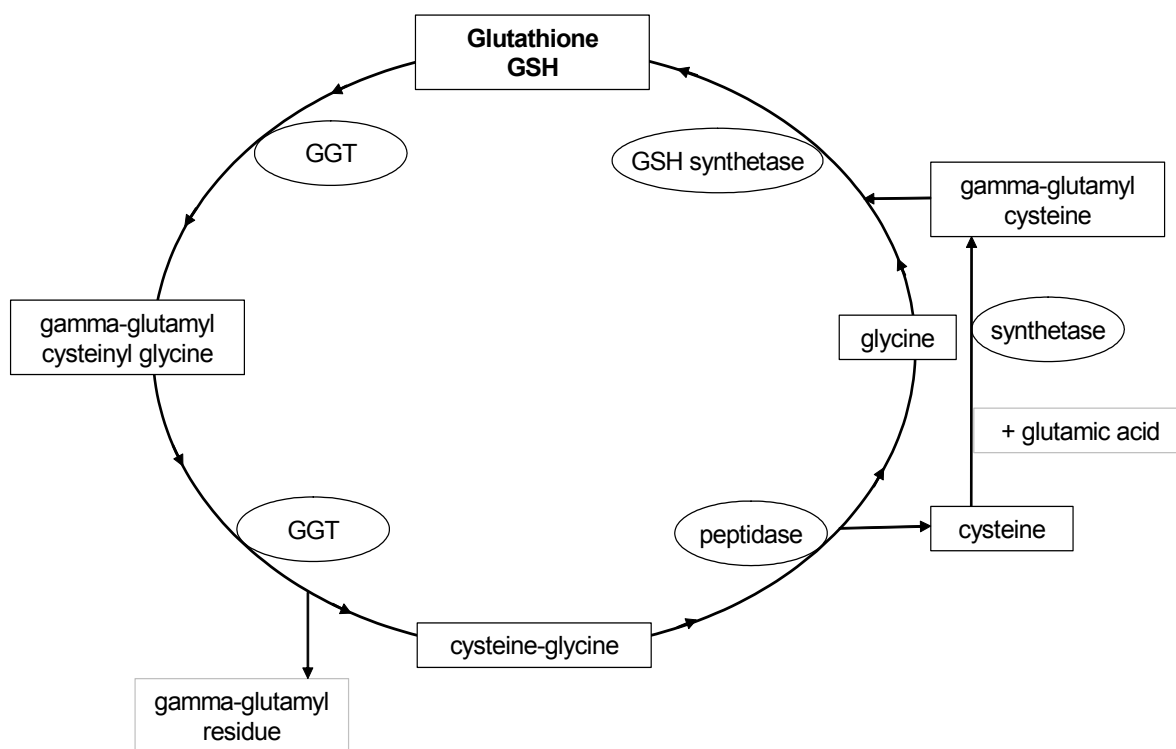 Glutathione
GSH
GGT
GSH synthetase
gamma-glutamyl
cysteine
gamma-glutamyl
cysteinyl glycine
glycine
synthetase
+ glutamic acid
GGT
peptidase
cysteine
cysteine-glycine
gamma-glutamyl
residue